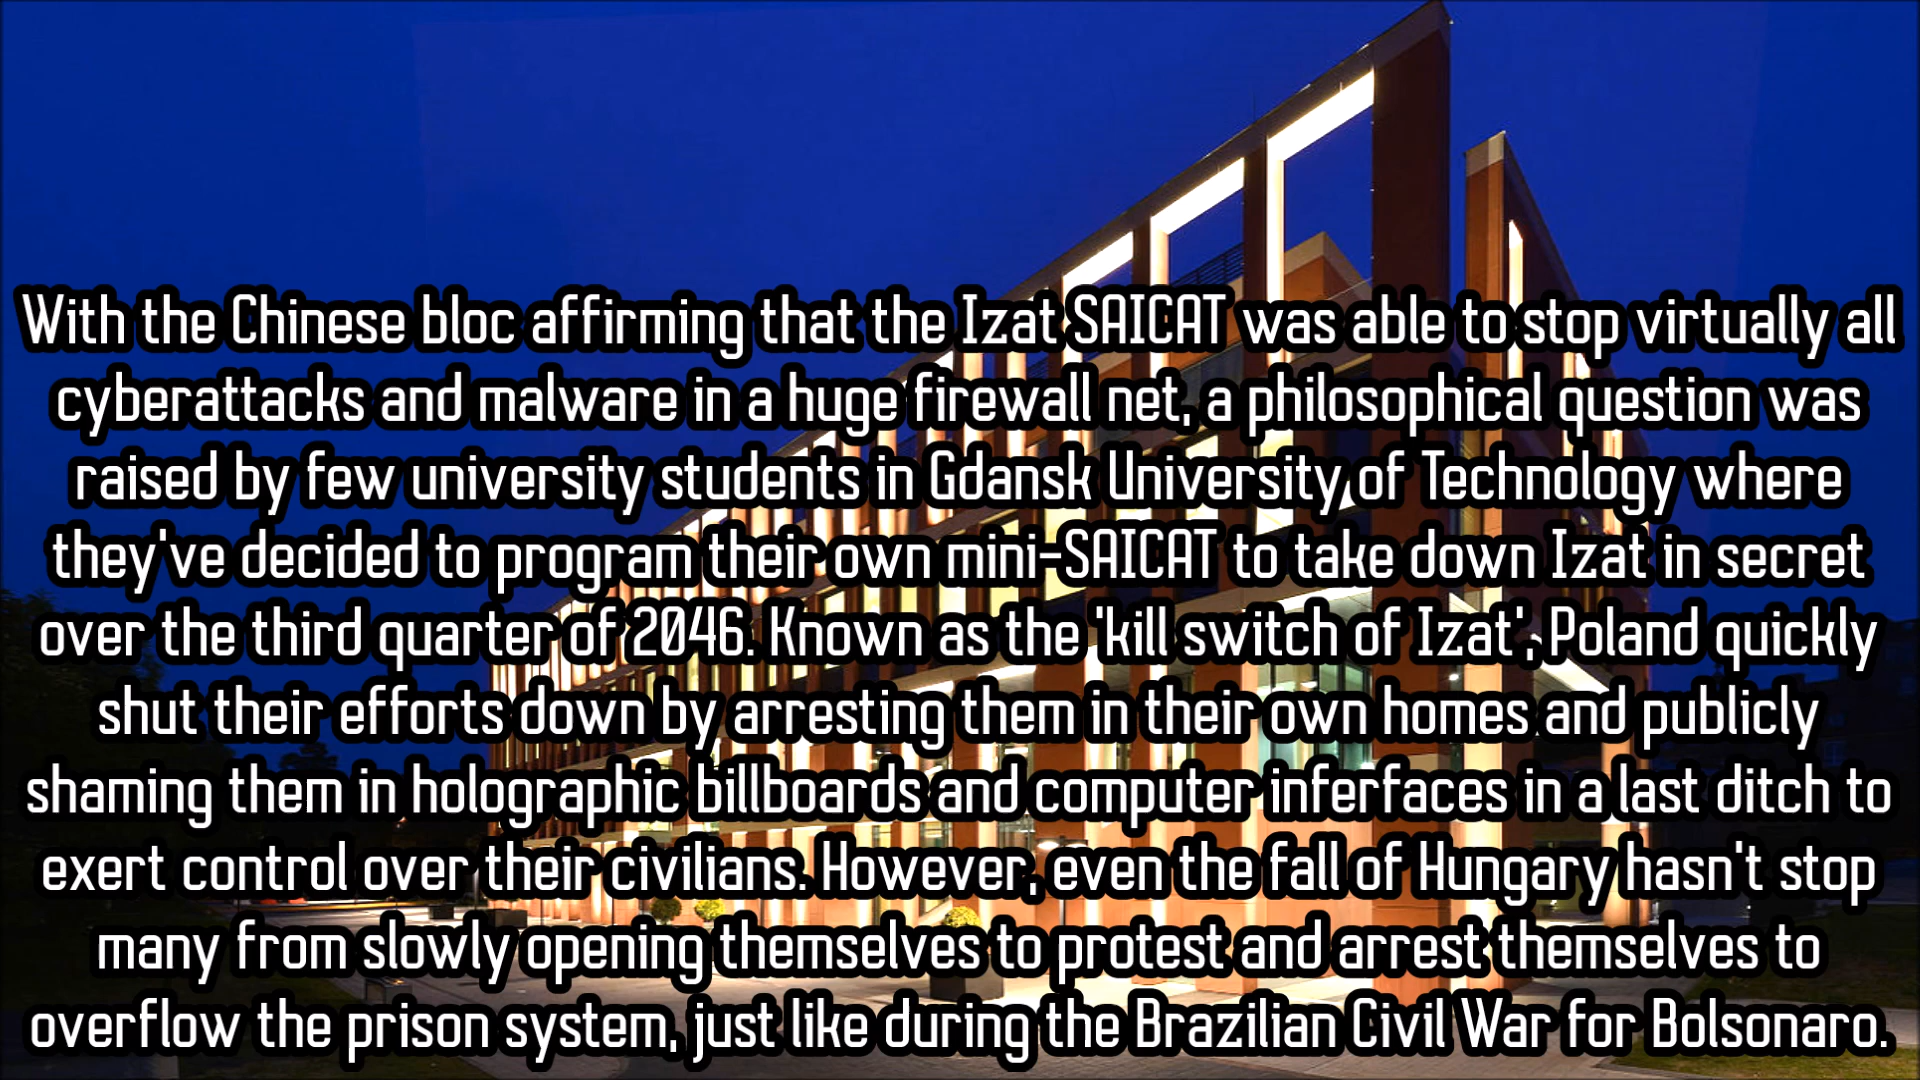 With the Chinese bloc affirming that the Izat SAICAT was able to stop virtually all
cyberattacks and malware in a huge firewall net, a philosophical question was
raised by few university students in Gdansk University of Technology where
they've decided to program their own mini-SAICAT to take down Izat in secret
over the third quarter of 2046. Known as the 'kill switch of Izat', Poland quickly
shut their efforts down by arresting them in their own homes and publicly
shaming them in holographic billboards and computer inferfaces in a last ditch to
exert control over their civilians. However, even the fall of Hungary hasn't stop
many from slowly opening themselves to protest and arrest themselves to
overflow the prison system, just like during the Brazilian Civil War for Bolsonaro.